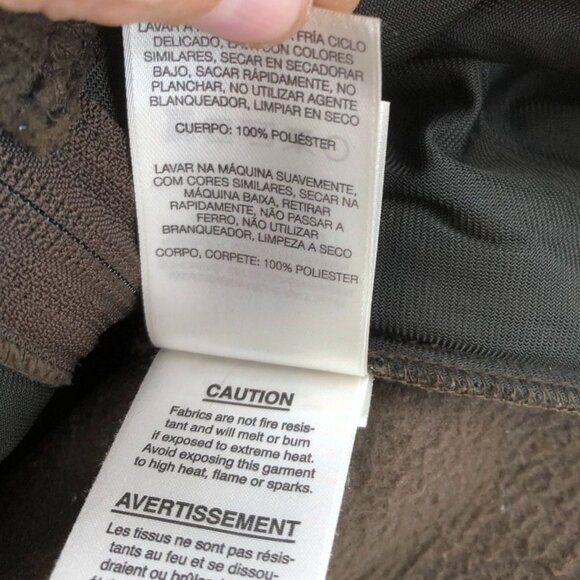 LAVAR A FRÍA CICLO
DELICADO, CON COLORES
SIMILARES, SECAR EN SECADORAR
BAJO, SACAR RÁPIDAMENTE, NO
PLANCHAR, NO UTILIZAR AGENTE
BLANQUEADOR, LIMPIAR EN SECO
CUERPO: 100% POLIÉSTER
LAVAR NA MÁQUINA SUAVEMENTE,
COM CORES SIMILARES, SECAR NA
MÁQUINA BAIXA, RETIRAR
RAPIDAMENTE, NÃO PASSAR A
FERRO, NÃO UTILIZAR
BRANQUEADOR, LIMPEZA A SECO
CORPO, CORPETE: 100% POLIESTER
CAUTION
Fabrics are not fire resis-
tant and will melt or burn
if exposed to extreme heat.
Avoid exposing this garment
to high heat, flame or sparks.
AVERTISSEMENT
Les tissus ne sont pas résis-
tants au feu et se dissou-
draient ou brûle